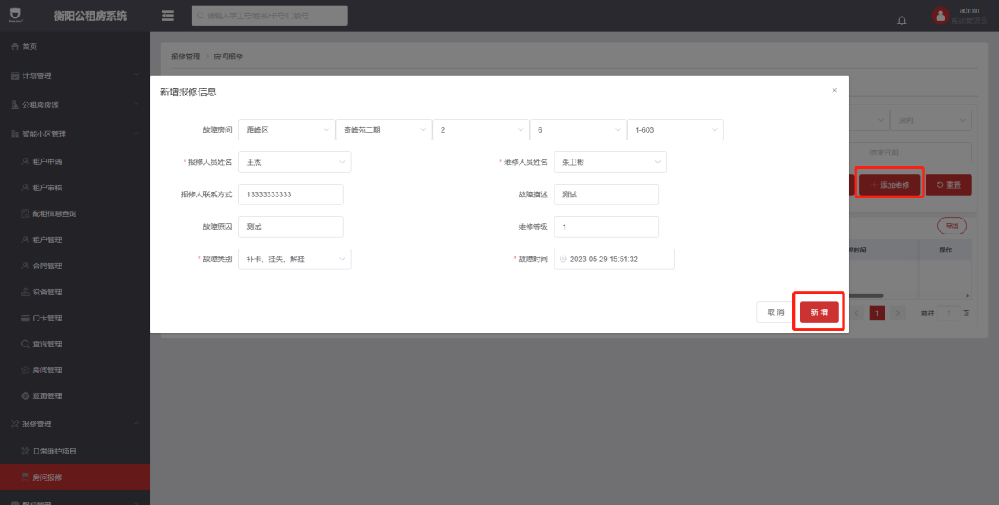 衡阳公租房系统
请输入学工号/姓名/卡号/门锁号
admin
系统管理员
首页
计划管理
公租房房源
智能小区管理
租户申请
租户审核
配租信息查询
租户管理
合同管理
设备管理
门卡管理
查询管理
房间管理
巡更管理
报修管理
日常维护项目
房间报修
报修管理 > 房间报修
新增报修信息
故障房间 雁峰区 奇峰苑二期 2 6 1-603
* 报修人员姓名 王杰 * 维修人员姓名 朱卫彬
报修人联系方式 13333333333 故障描述 测试
故障原因 测试 维修等级 1
* 故障类别 补卡、挂失、解挂 * 故障时间 2023-05-29 15:51:32
取消 新增
房间
结束日期
+ 添加维修 重置
导出
障时间 操作
1 前往 1 页